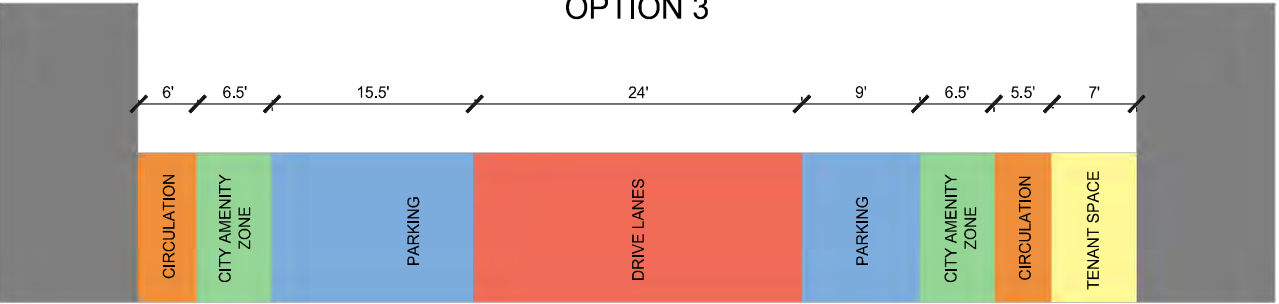 OPTION 3
6'
6.5'
15.5'
24'
9'
6.5'
5.5'
7'
CIRCULATION
CITY AMENITY
ZONE
PARKING
DRIVE LANES
PARKING
CITY AMENITY
ZONE
CIRCULATION
TENANT SPACE